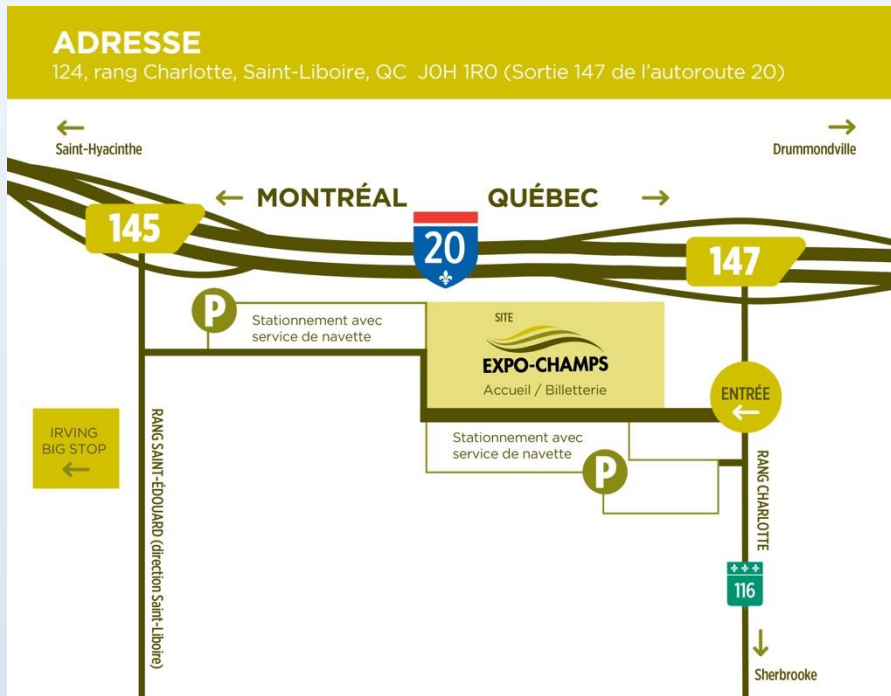 ADRESSE
124, rang Charlotte, Saint-Liboire, QC J0H 1R0 (Sortie 147 de l'autoroute 20)
Saint-Hyacinthe
Drummondville
MONTRÉAL
QUÉBEC
145
20
147
P
Stationnement avec
service de navette
SITE
EXPO-CHAMPS
Accueil / Billetterie
ENTRÉE
IRVING
BIG STOP
RANG SAINT-ÉDOUARD (direction Saint-Liboire)
Stationnement avec
service de navette
P
RANG CHARLOTTE
116
Sherbrooke